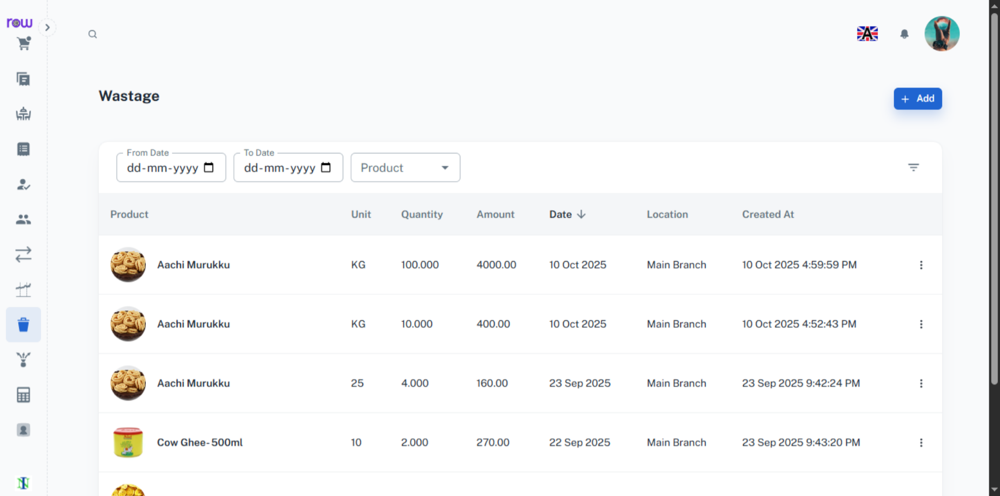 row
A
Wastage
+ Add
From Date
To Date
dd-mm-yyyy
dd-mm-yyyy
Product
Product Unit Quantity Amount Date Location Created At
Aachi Murukku KG 100.000 4000.00 10 Oct 2025 Main Branch 10 Oct 2025 4:59:59 PM
Aachi Murukku KG 10.000 400.00 10 Oct 2025 Main Branch 10 Oct 2025 4:52:43 PM
Aachi Murukku 25 4.000 160.00 23 Sep 2025 Main Branch 23 Sep 2025 9:42:24 PM
Cow Ghee-500ml 10 2.000 270.00 22 Sep 2025 Main Branch 23 Sep 2025 9:43:20 PM